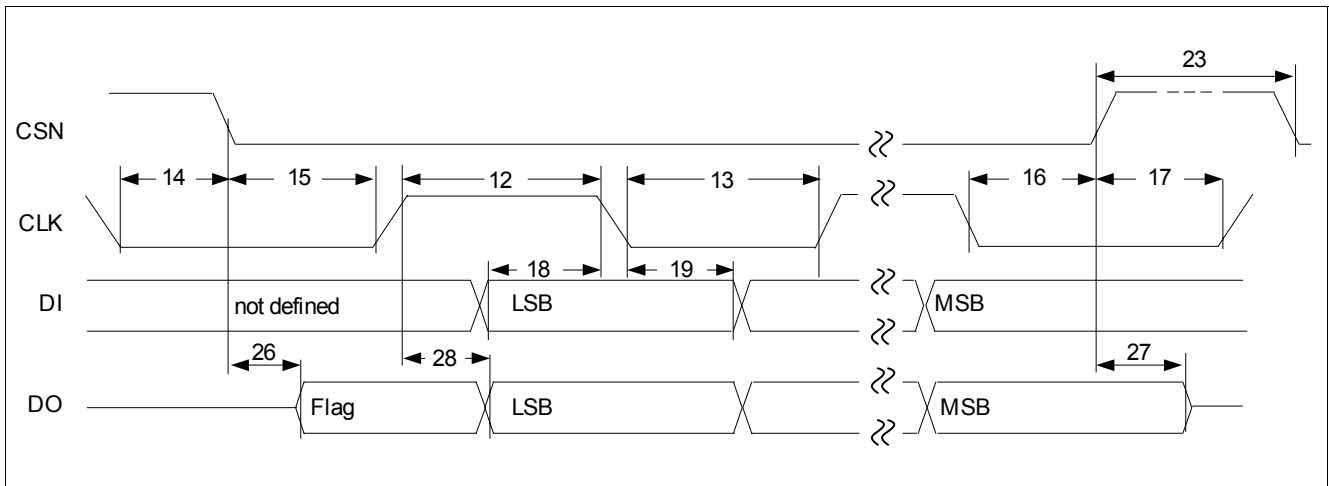 23
CSN
14 15 12 13 16 17
CLK
18 19
DI not defined LSB MSB
26 28 27
DO Flag LSB MSB